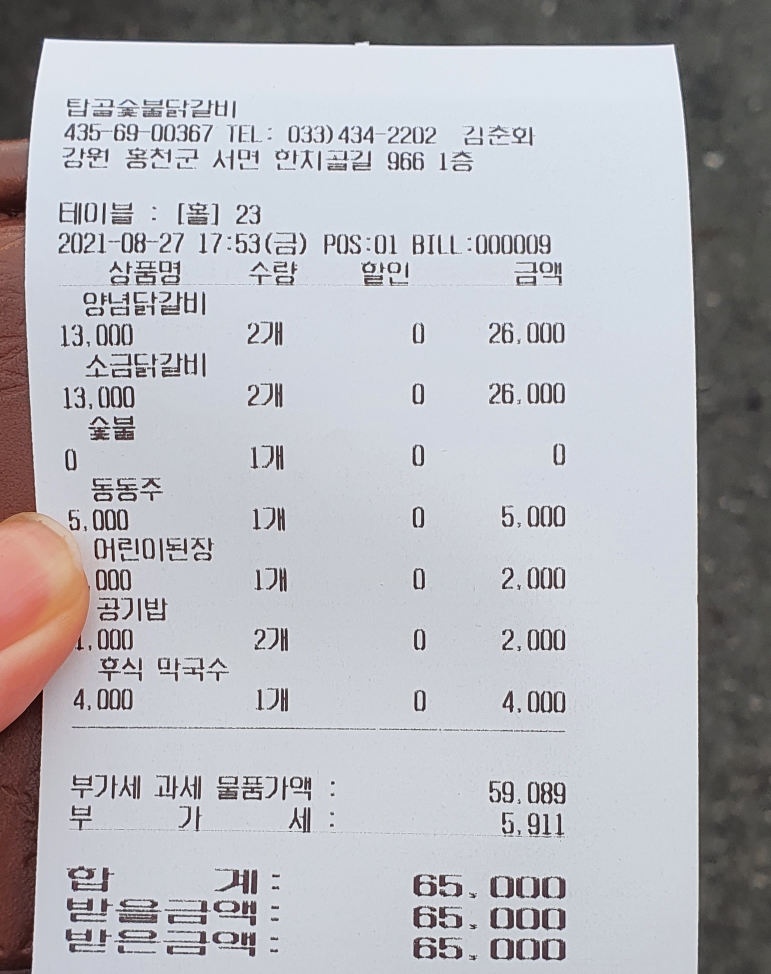 탑골숯불닭갈비
435-69-00367 TEL: 033)434-2202 김춘화
강원 홍천군 서면 한치골길 966 1층
테이블 : [홀] 23
2021-08-27 17:53(금) POS:01 BILL:000009
상품명 수량 할인 금액
양념닭갈비
13,000 2개 0 26,000
소금닭갈비
13,000 2개 0 26,000
숯불
0 1개 0 0
동동주
5,000 1개 0 5,000
어린이된장
,000 1개 0 2,000
공기밥
1,000 2개 0 2,000
후식 막국수
4,000 1개 0 4,000
부가세 과세 물품가액 : 59,089
부 가 세 : 5,911
합 계 : 65,000
받을금액 : 65,000
받은금액 : 65,000